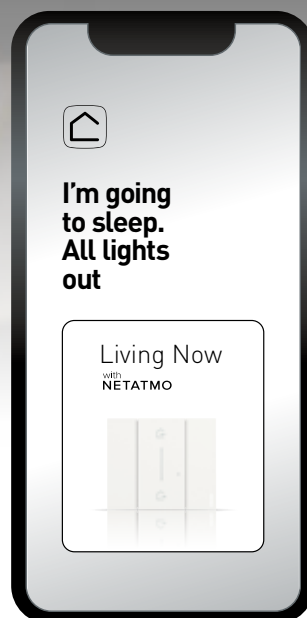 I’m going
to sleep.
All lights
out
Living Now
with
NETATMO